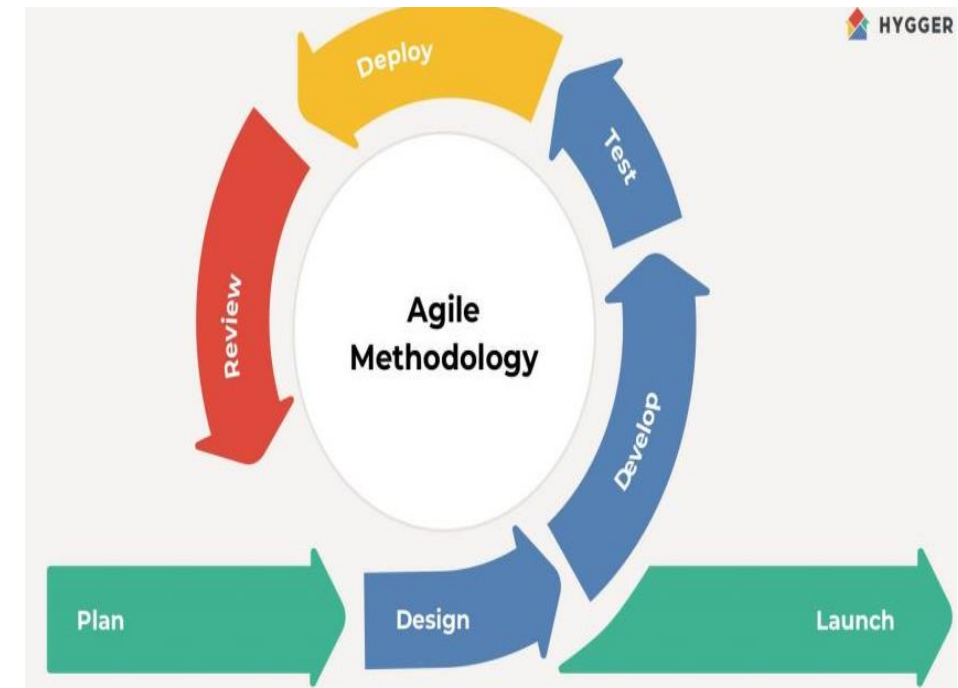 HYGGER
Deploy
Test
Review
Agile
Methodology
Develop
Plan
Design
Launch